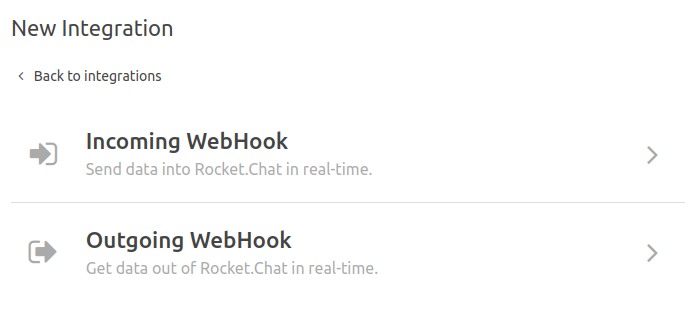 New Integration
Back to integrations
Incoming WebHook
Send data into Rocket.Chat in real-time.
Outgoing WebHook
Get data out of Rocket.Chat in real-time.